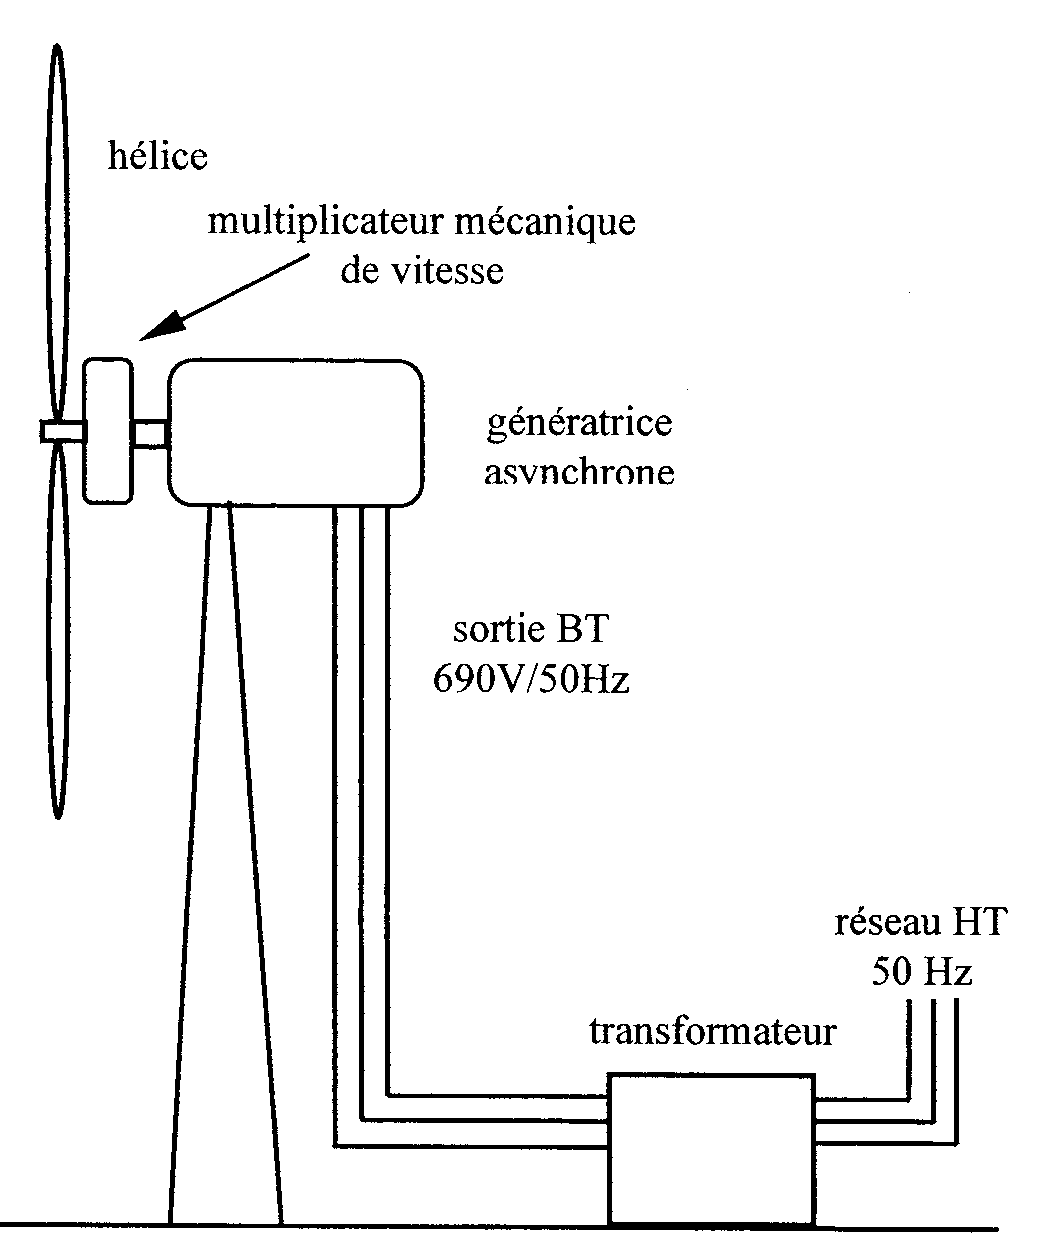 hélice
multiplicateur mécanique
de vitesse
génératrice
asynchrone
sortie BT
690V/50Hz
réseau HT
50 Hz
transformateur